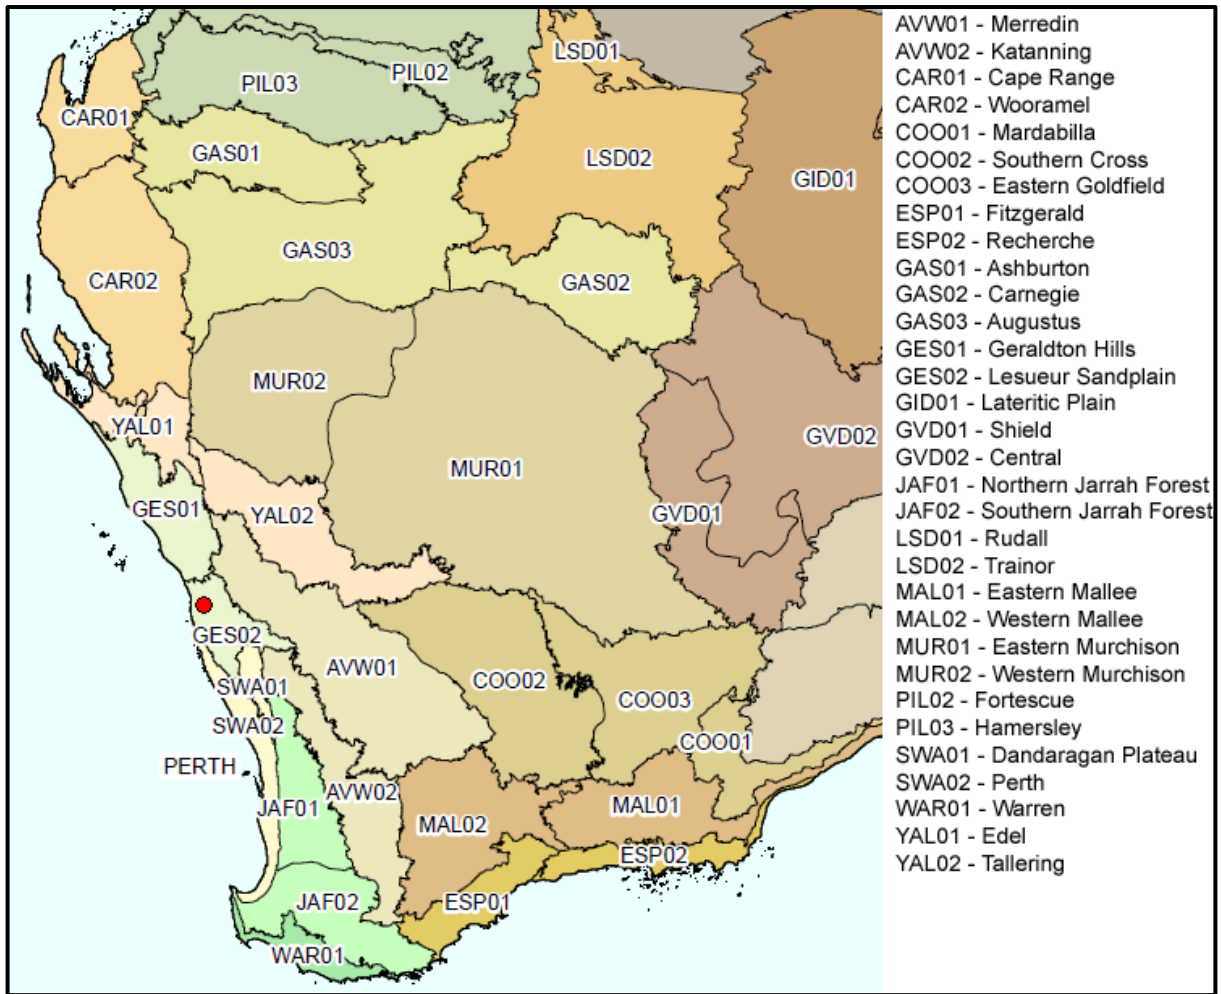 LSD01
PIL02
PIL03
CAR01
GAS01
LSD02
GID01
GAS03
CAR02
GAS02
MUR02
YAL01
GVD02
MUR01
GES01
YAL02
GVD01
GES02
AVW01
COO02
SWA01
COO03
SWA02
COO01
PERTH
AVW02
JAF01
MAL01
MAL02
ESP02
JAF02
ESP01
WAR01
AVW01 - Merredin
AVW02 - Katanning
CAR01 - Cape Range
CAR02 - Wooramel
COO01 - Mardabilla
COO02 - Southern Cross
COO03 - Eastern Goldfield
ESP01 - Fitzgerald
ESP02 - Recherche
GAS01 - Ashburton
GAS02 - Carnegie
GAS03 - Augustus
GES01 - Geraldton Hills
GES02 - Lesueur Sandplain
GID01 - Lateritic Plain
GVD01 - Shield
GVD02 - Central
JAF01 - Northern Jarrah Forest
JAF02 - Southern Jarrah Forest
LSD01 - Rudall
LSD02 - Trainor
MAL01 - Eastern Mallee
MAL02 - Western Mallee
MUR01 - Eastern Murchison
MUR02 - Western Murchison
PIL02 - Fortescue
PIL03 - Hamersley
SWA01 - Dandaragan Plateau
SWA02 - Perth
WAR01 - Warren
YAL01 - Edel
YAL02 - Tallering